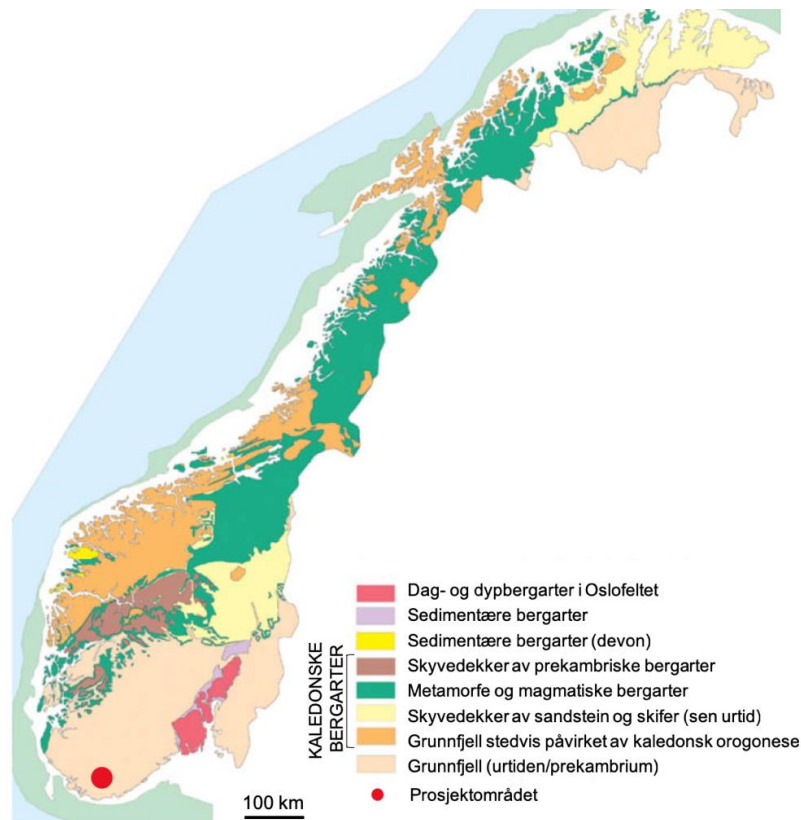 Dag- og dypbergarter i Oslofeltet
Sedimentære bergarter
Sedimentære bergarter (devon)
KALEDONSKE
BERGARTER
Skyvedekker av prekambriske bergarter
Metamorfe og magmatiske bergarter
Skyvedekker av sandstein og skifer (sen urtid)
Grunnfjell stedvis påvirket av kaledonsk orogonese
Grunnfjell (urtiden/prekambrium)
Prosjektområdet
100 km